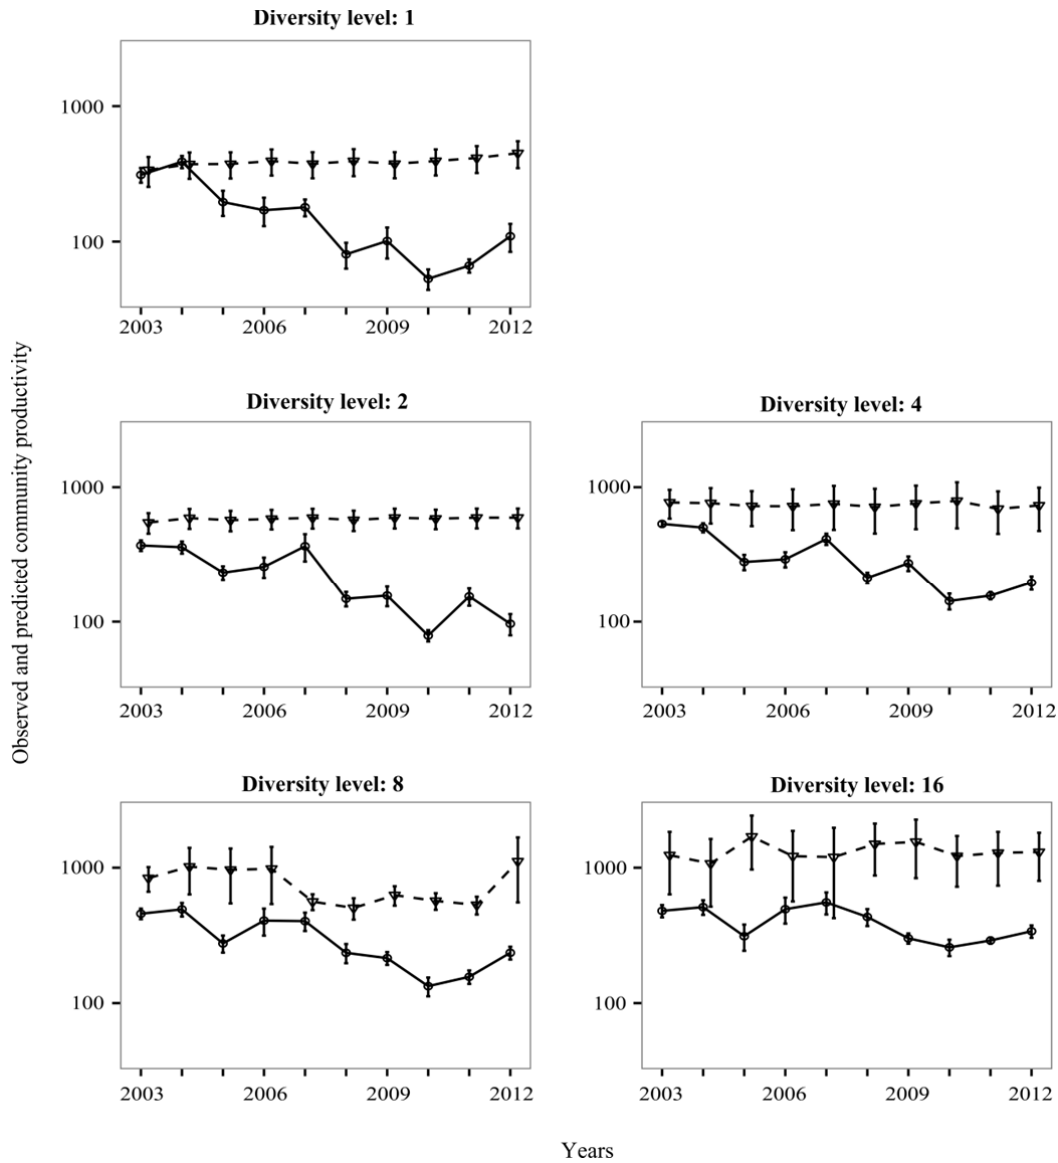 Diversity level: 1
1000
100
2003 2006 2009 2012
Observed and predicted community productivity
Diversity level: 2
1000
100
2003 2006 2009 2012
Diversity level: 4
1000
100
2003 2006 2009 2012
Diversity level: 8
1000
100
2003 2006 2009 2012
Diversity level: 16
1000
100
2003 2006 2009 2012
Years